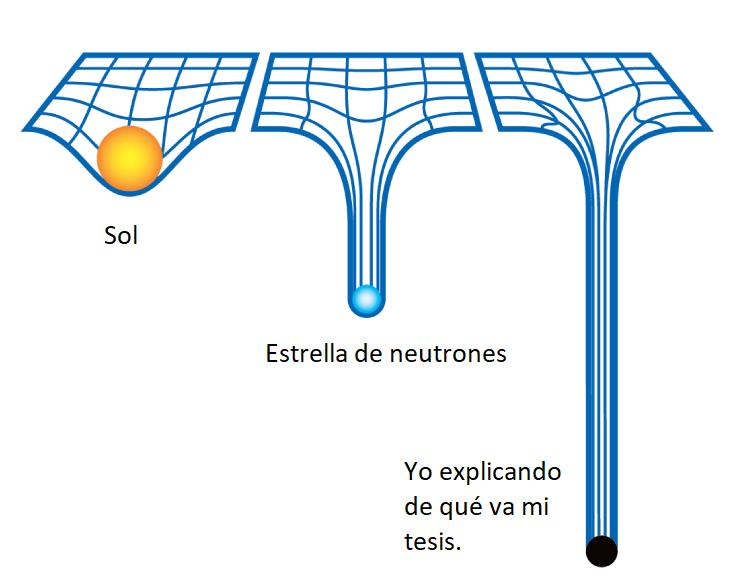 Sol
Estrella de neutrones
Yo explicando
de qué va mi
tesis.